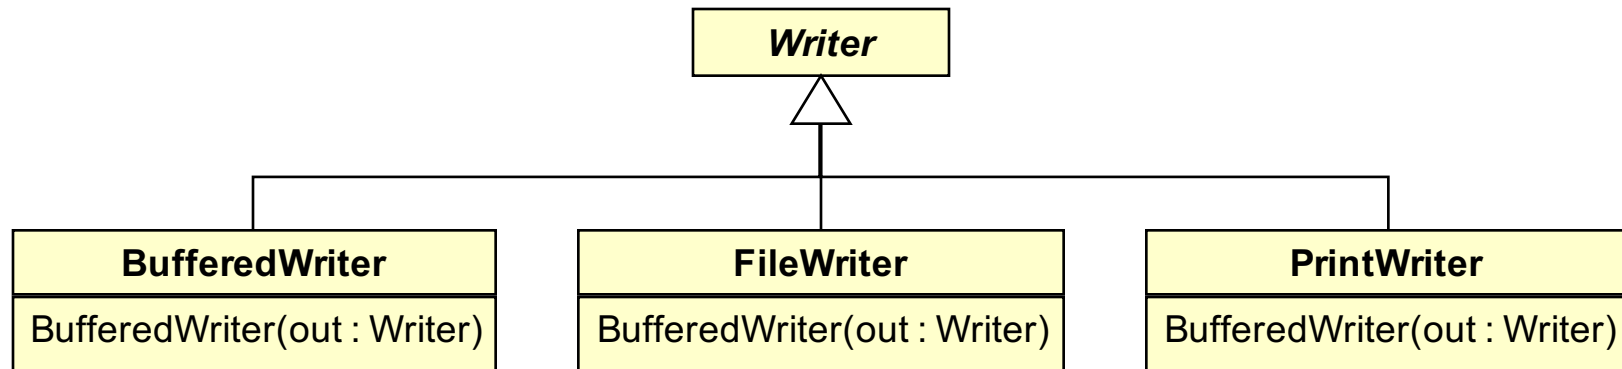 Writer
BufferedWriter
FileWriter
PrintWriter
BufferedWriter(out : Writer)
BufferedWriter(out : Writer)
BufferedWriter(out : Writer)